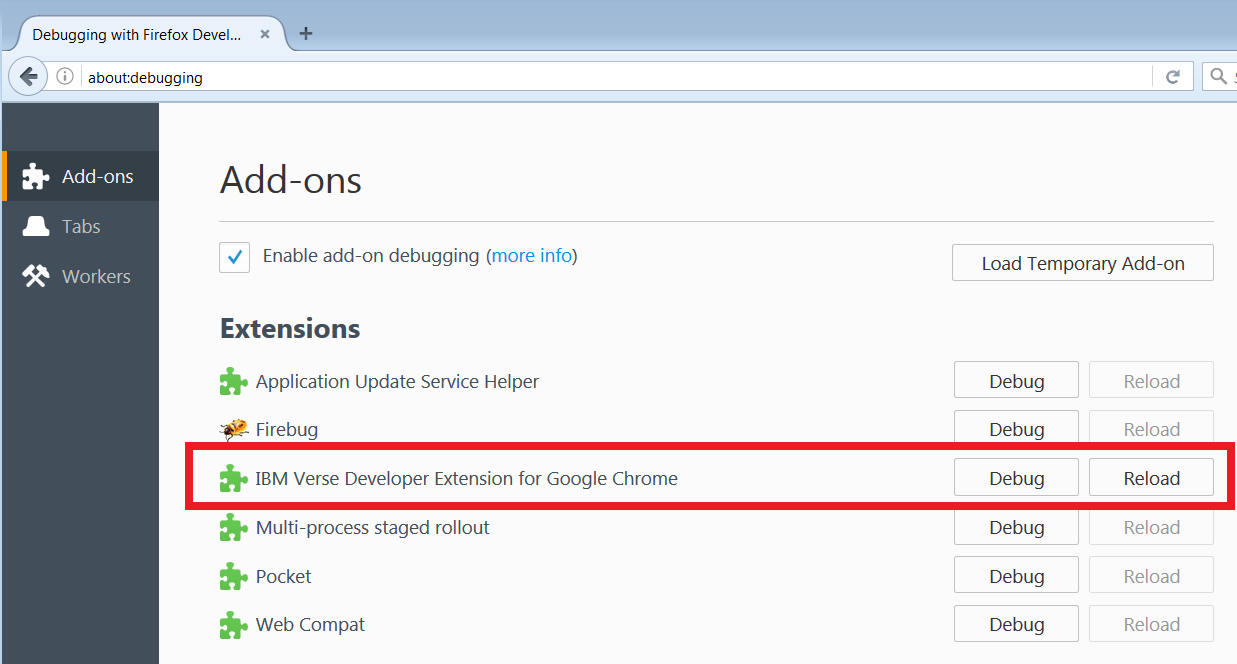 Debugging with Firefox Devel...
about:debugging
Add-ons
Tabs
Workers
Add-ons
Enable add-on debugging (more info)
Load Temporary Add-on
Extensions
Application Update Service Helper Debug Reload
Firebug Debug Reload
IBM Verse Developer Extension for Google Chrome Debug Reload
Multi-process staged rollout Debug Reload
Pocket Debug Reload
Web Compat Debug Reload